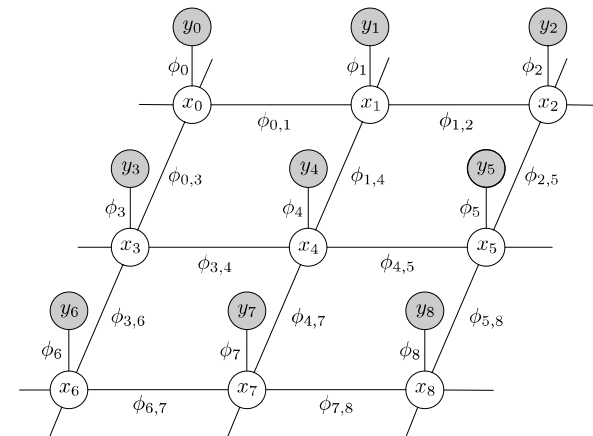 y₀ y₁ y₂
ϕ₀ ϕ₁ ϕ₂
x₀ x₁ x₂
ϕ₀,₁ ϕ₁,₂
y₃ y₄ y₅
ϕ₀,₃ ϕ₁,₄ ϕ₂,₅
ϕ₃ ϕ₄ ϕ₅
x₃ x₄ x₅
ϕ₃,₄ ϕ₄,₅
y₆ y₇ y₈
ϕ₃,₆ ϕ₄,₇ ϕ₅,₈
ϕ₆ ϕ₇ ϕ₈
x₆ x₇ x₈
ϕ₆,₇ ϕ₇,₈